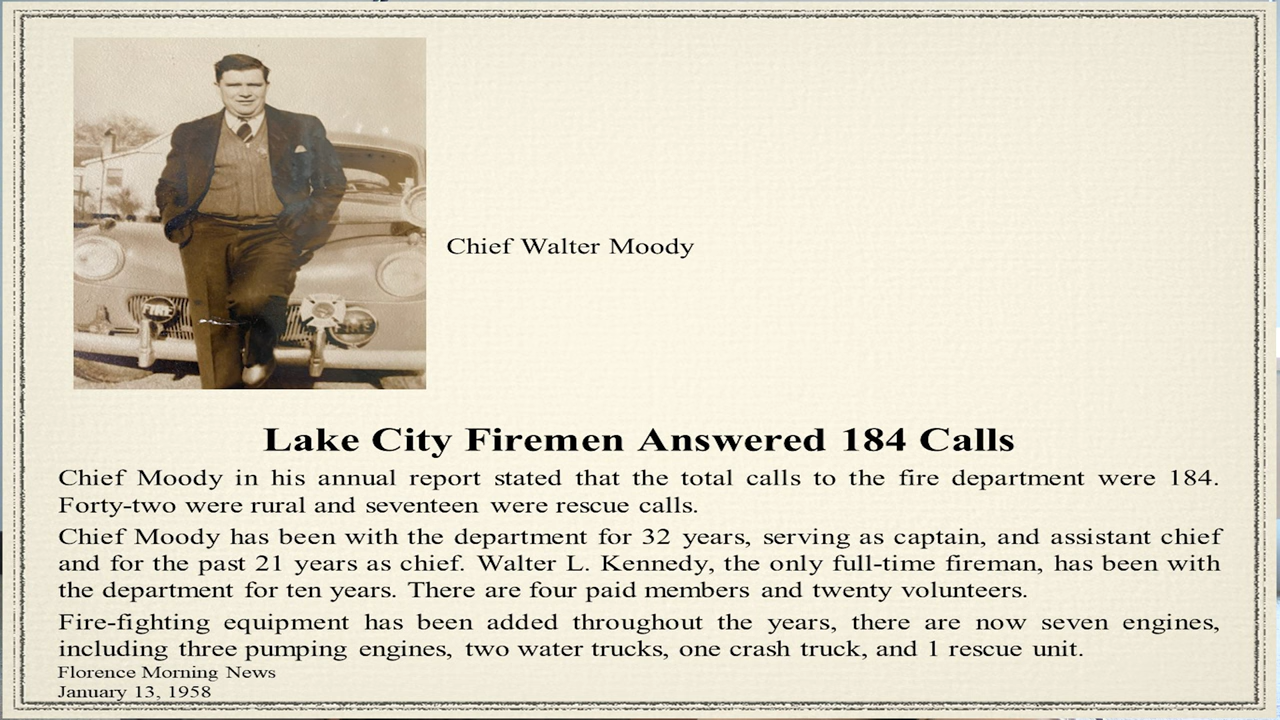 FIRE
FIRE
Chief Walter Moody
Lake City Firemen Answered 184 Calls
Chief Moody in his annual report stated that the total calls to the fire department were 184.
Forty-two were rural and seventeen were rescue calls.
Chief Moody has been with the department for 32 years, serving as captain, and assistant chief
and for the past 21 years as chief. Walter L. Kennedy, the only full-time fireman, has been with
the department for ten years. There are four paid members and twenty volunteers.
Fire-fighting equipment has been added throughout the years, there are now seven engines,
including three pumping engines, two water trucks, one crash truck, and 1 rescue unit.
Florence Morning News
January 13, 1958